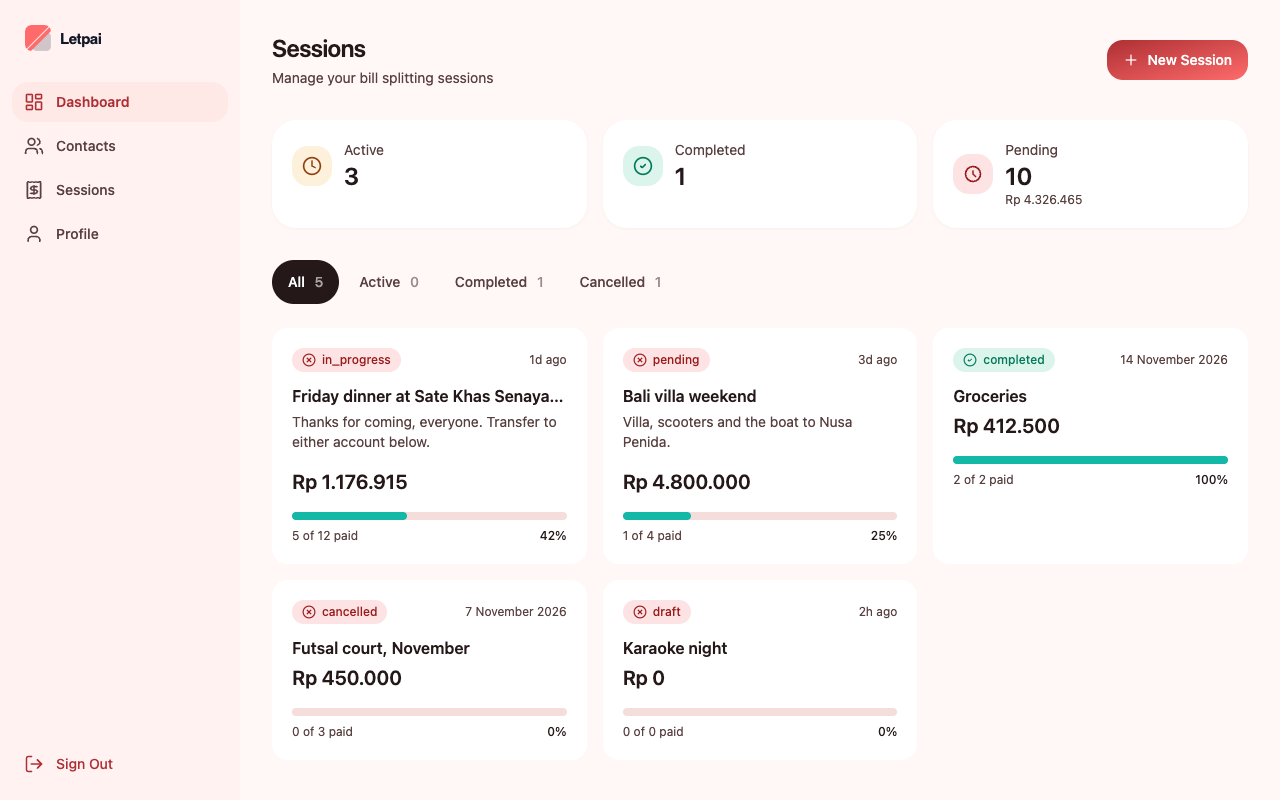 Letpai
Dashboard
Contacts
Sessions
Profile
Sign Out
Sessions
Manage your bill splitting sessions
New Session
Active
3
Completed
1
Pending
10
Rp 4.326.465
All 5
Active 0
Completed 1
Cancelled 1
in_progress
1d ago
Friday dinner at Sate Khas Senaya...
Thanks for coming, everyone. Transfer to
either account below.
Rp 1.176.915
5 of 12 paid
42%
pending
3d ago
Bali villa weekend
Villa, scooters and the boat to Nusa
Penida.
Rp 4.800.000
1 of 4 paid
25%
completed
14 November 2026
Groceries
Rp 412.500
2 of 2 paid
100%
cancelled
7 November 2026
Futsal court, November
Rp 450.000
0 of 3 paid
0%
draft
2h ago
Karaoke night
Rp 0
0 of 0 paid
0%